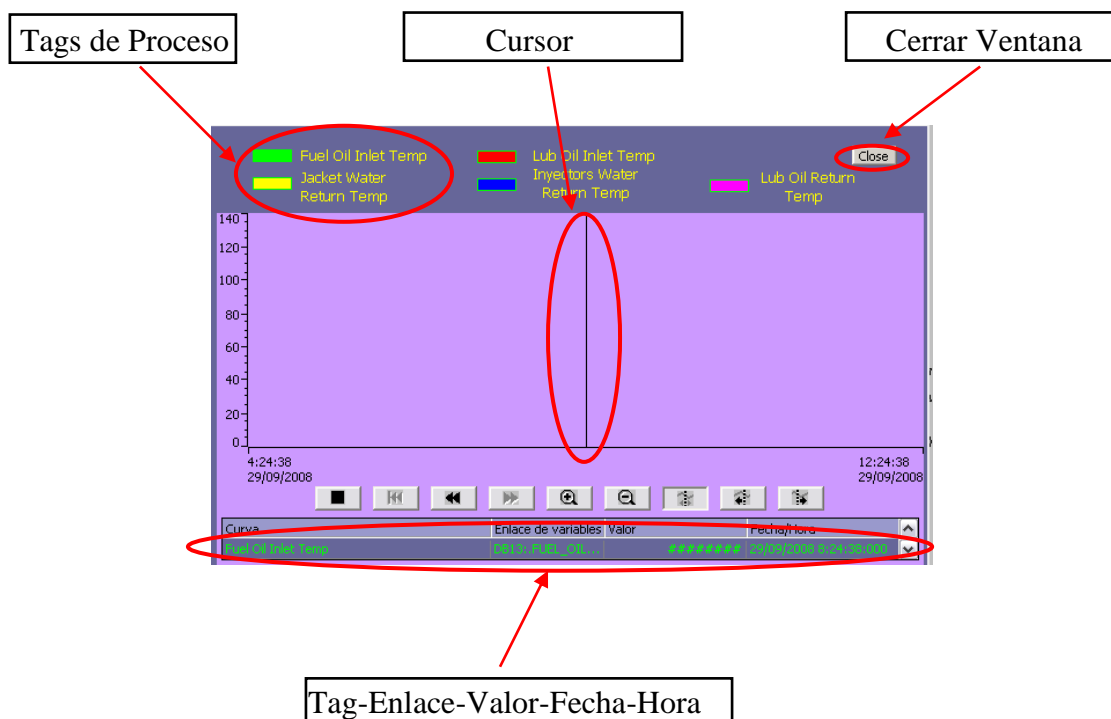 Tags de Proceso
Cursor
Cerrar Ventana
Fuel Oil Inlet Temp
Lub Oil Inlet Temp
Close
Jacket Water
Return Temp
Inyectors Water
Return Temp
Lub Oil Return
Temp
140
120
100
80
60
40
20
0
4:24:38
29/09/2008
12:24:38
29/09/2008
Curva Enlace de variables Valor Fecha/Hora
Fuel Oil Inlet Temp DB13:,FUEL_OIL... ######## 29/09/2008 8:24:38:000
Tag-Enlace-Valor-Fecha-Hora